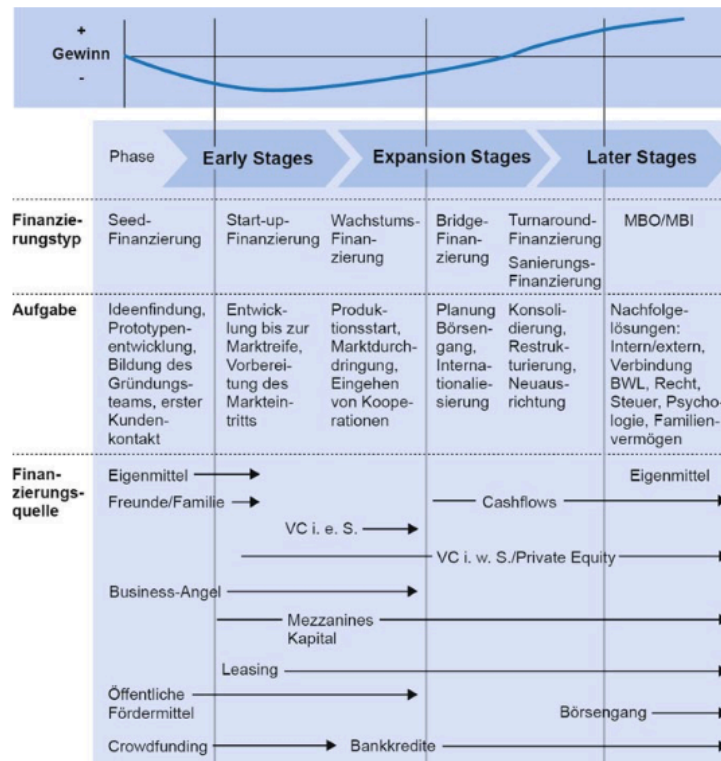 +
Gewinn
-
Phase
Early Stages
Expansion Stages
Later Stages
Finanzie-
rungstyp
Seed-
Finanzierung
Start-up-
Finanzierung
Wachstums-
Finan-
zierung
Bridge-
Finan-
zierung
Turnaround-
Finanzierung
Sanierungs-
Finanzierung
MBO/MBI
Aufgabe
Ideenfindung,
Prototypen-
entwicklung,
Bildung des
Gründungs-
teams, erster
Kunden-
kontakt
Entwick-
lung bis zur
Marktreife,
Vorberei-
tung des
Marktein-
tritts
Produk-
tionsstart,
Marktdurch-
dringung,
Eingehen
von Koope-
rationen
Planung
Börsen-
gang,
Interna-
tionalie-
sierung
Konsoli-
dierung,
Restruk-
turierung,
Neuaus-
richtung
Nachfolge-
lösungen:
Intern/extern,
Verbindung
BWL, Recht,
Steuer, Psycho-
logie, Familien-
vermögen
Finan-
zierungs-
quelle
Eigenmittel
Eigenmittel
Freunde/Familie
Cashflows
VC i. e. S.
VC i. w. S./Private Equity
Business-Angel
Mezzanines
Kapital
Leasing
Öffentliche
Fördermittel
Börsengang
Crowdfunding
Bankkredite